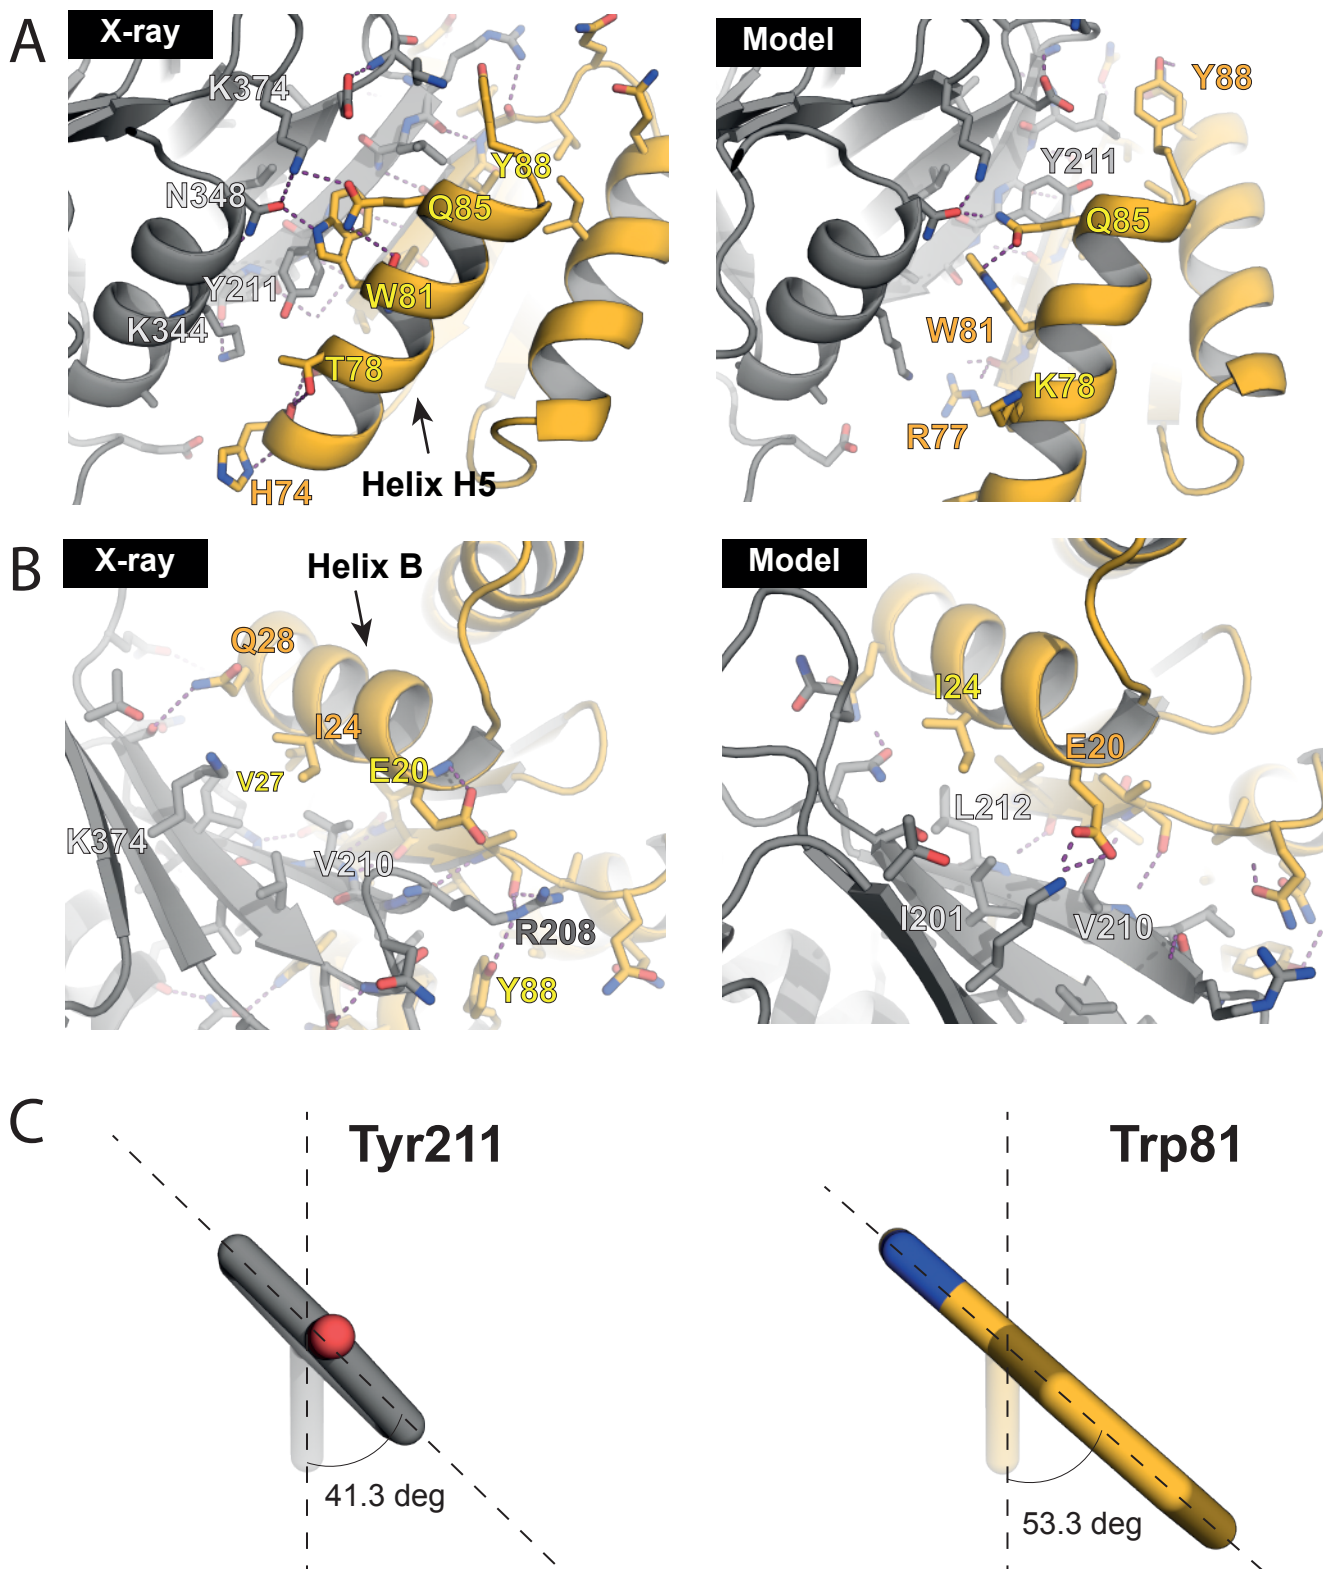 A
X-ray
K374
N348
Y88
Q85
Y211
W81
K344
T78
H74
Helix H5
Model
Y88
Y211
Q85
W81
K78
R77
B
X-ray
Helix B
Q28
I24
E20
V27
K374
V210
R208
Y88
Model
I24
E20
L212
I201
V210
C
Tyr211
41.3 deg
Trp81
53.3 deg